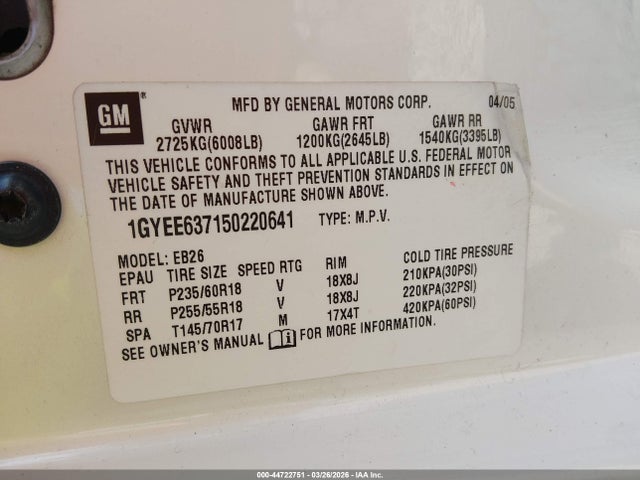 GM ®
MFD BY GENERAL MOTORS CORP. 04/05
GVWR GAWR FRT GAWR RR
2725KG(6008LB) 1200KG(2645LB) 1540KG(3395LB)
THIS VEHICLE CONFORMS TO ALL APPLICABLE U.S. FEDERAL MOTOR
VEHICLE SAFETY AND THEFT PREVENTION STANDARDS IN EFFECT ON
THE DATE OF MANUFACTURE SHOWN ABOVE.
1GYEE637150220641 TYPE: M.P.V.
MODEL: EB26
EPAU TIRE SIZE SPEED RTG RIM COLD TIRE PRESSURE
FRT P235/60R18 V 18X8J 210KPA(30PSI)
RR P255/55R18 V 18X8J 220KPA(32PSI)
SPA T145/70R17 M 17X4T 420KPA(60PSI)
SEE OWNER'S MANUAL FOR MORE INFORMATION.
000-44722751 | 03/26/2026 | IAA Inc.